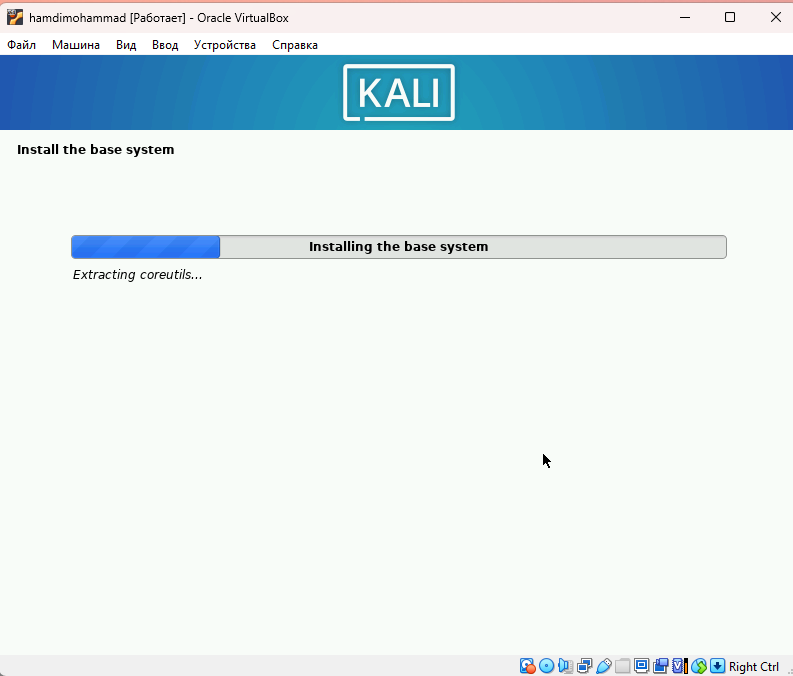 hamdimohammad [Работает] - Oracle VirtualBox
Файл Машина Вид Ввод Устройства Справка
KALI
Install the base system
Installing the base system
Extracting coreutils...
Right Ctrl